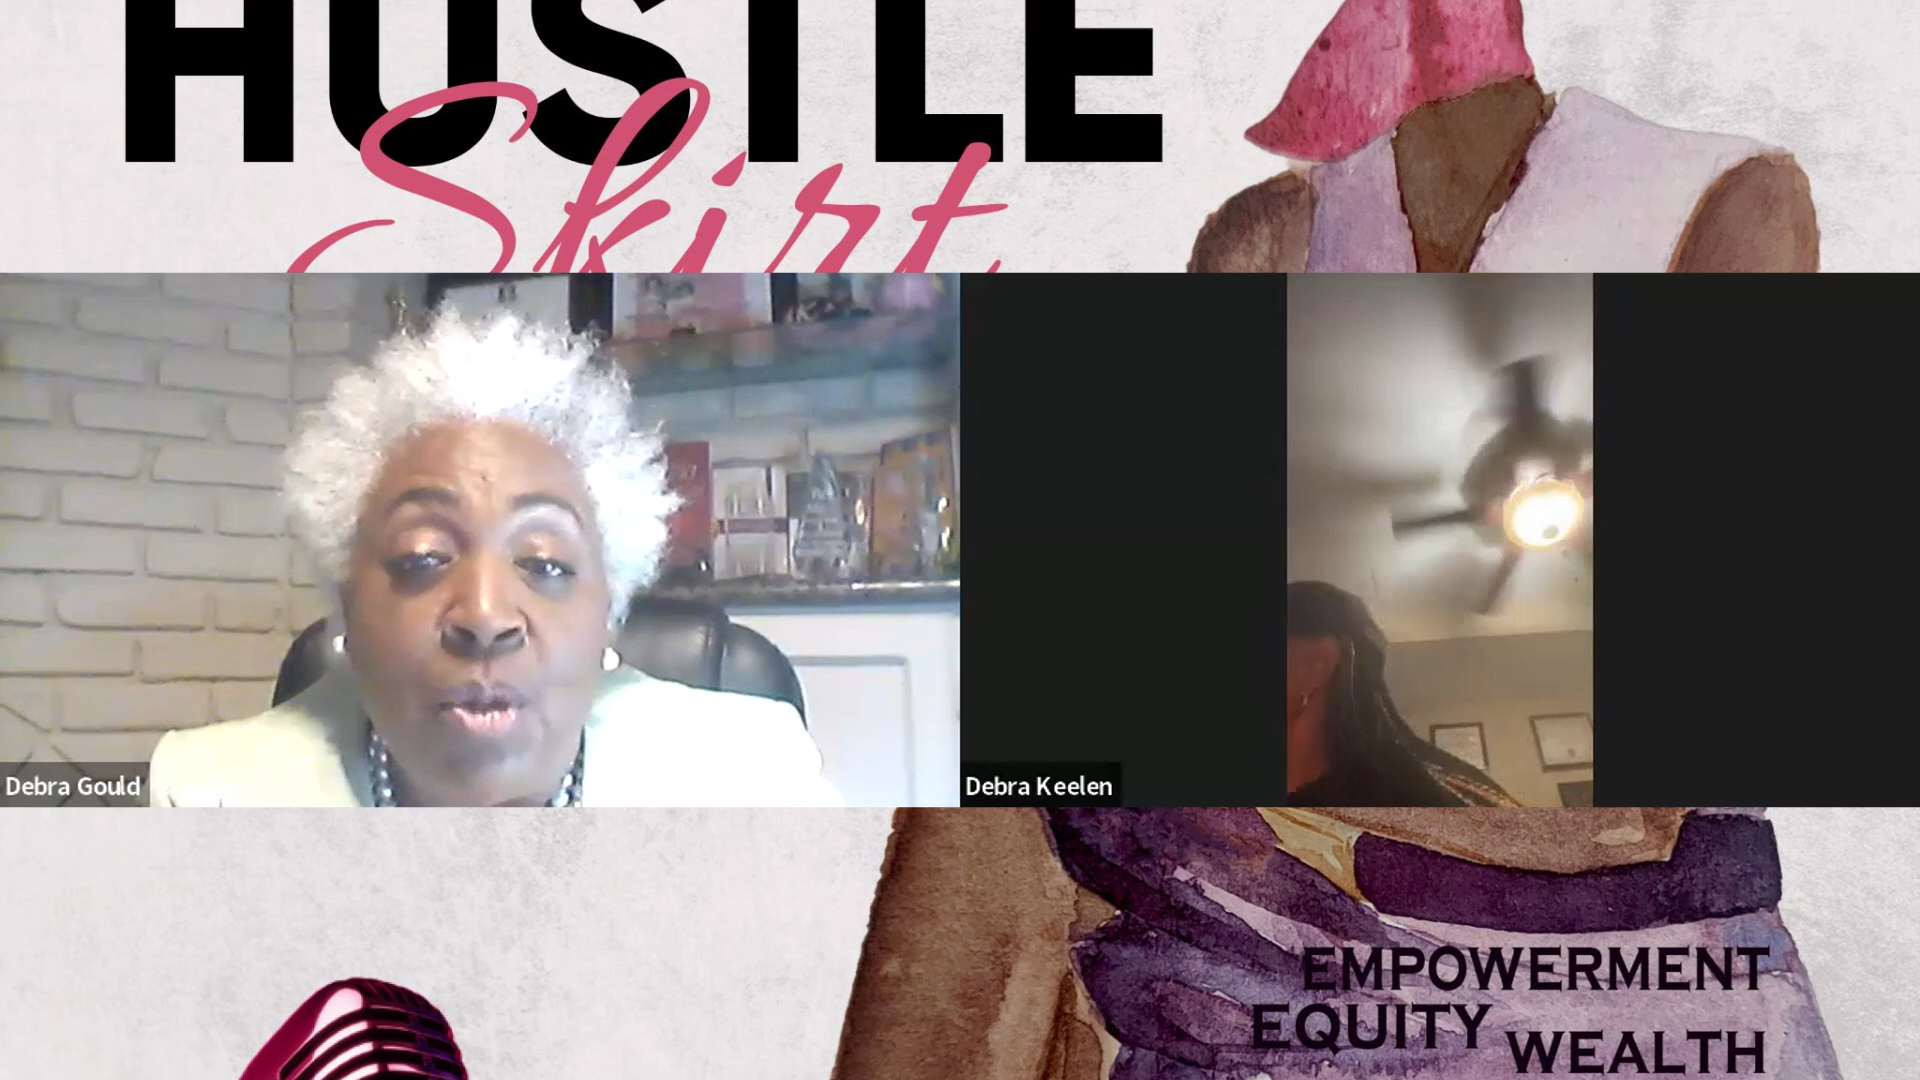 HUSTLE
Skirt
Debra Gould
Debra Keelen
EMPOWERMENT
EQUITY
WEALTH